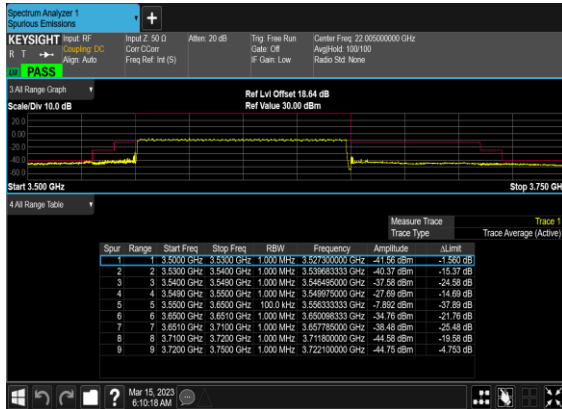 Spectrum Analyzer 1
Spurious Emissions
+
KEYSIGHT Input: RF Input Z: 50 Ω Atten: 20 dB Trig: Free Run Center Freq: 22.005000000 GHz
R T Coupling: DC Corr CCorr Gate: Off Avg|Hold: 100/100
Align: Auto Freq Ref: Int (S) IF Gain: Low Radio Std: None
PASS
3 All Range Graph Ref Lvl Offset 18.64 dB
Scale/Div 10.0 dB Ref Value 30.00 dBm
20.0
0.00
-20.0
-40.0
-60.0
Start 3.500 GHz Stop 3.750 GH
4 All Range Table
Measure Trace Trace 1
Trace Type Trace Average (Active)
Spur Range Start Freq Stop Freq RBW Frequency Amplitude ΔLimit
1 1 3.5000 GHz 3.5300 GHz 1.000 MHz 3.527300000 GHz -41.56 dBm -1.560 dB
2 2 3.5300 GHz 3.5400 GHz 1.000 MHz 3.539683333 GHz -40.37 dBm -15.37 dB
3 3 3.5400 GHz 3.5490 GHz 1.000 MHz 3.546495000 GHz -37.58 dBm -24.58 dB
4 4 3.5490 GHz 3.5500 GHz 1.000 MHz 3.549975000 GHz -27.69 dBm -14.69 dB
5 5 3.5500 GHz 3.6500 GHz 100.0 kHz 3.556333333 GHz -7.892 dBm -37.89 dB
6 6 3.6500 GHz 3.6510 GHz 1.000 MHz 3.650098333 GHz -34.76 dBm -21.76 dB
7 7 3.6510 GHz 3.7100 GHz 1.000 MHz 3.657785000 GHz -38.48 dBm -25.48 dB
8 8 3.7100 GHz 3.7200 GHz 1.000 MHz 3.711800000 GHz -44.58 dBm -19.58 dB
9 9 3.7200 GHz 3.7500 GHz 1.000 MHz 3.722100000 GHz -44.75 dBm -4.753 dB
? Mar 15, 2023
6:10:18 AM